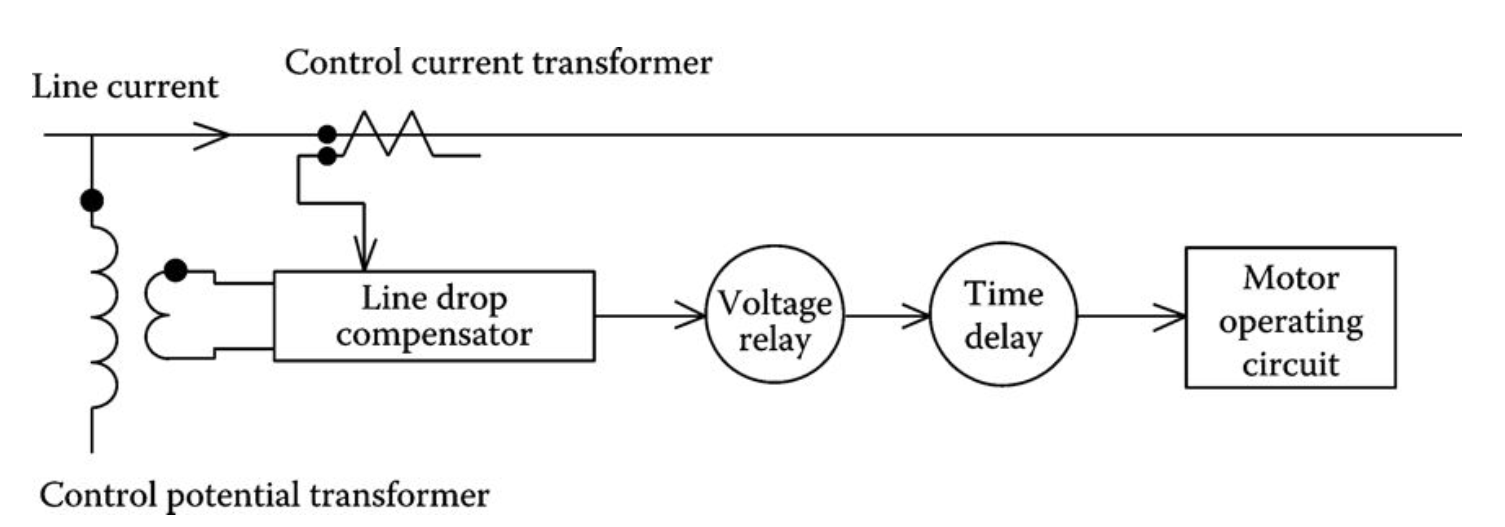 Control current transformer
Line current
Line drop
compensator
Voltage
relay
Time
delay
Motor
operating
circuit
Control potential transformer